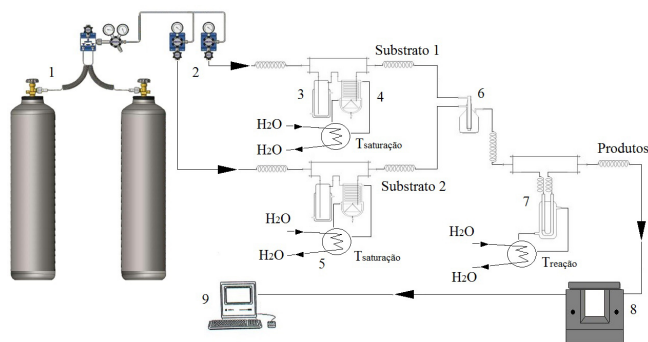 1
2
Substrato 1
3
4
H2O
H2O
Tsaturação
6
Substrato 2
H2O
H2O
5
Tsaturação
Produtos
7
H2O
H2O
Treação
8
9